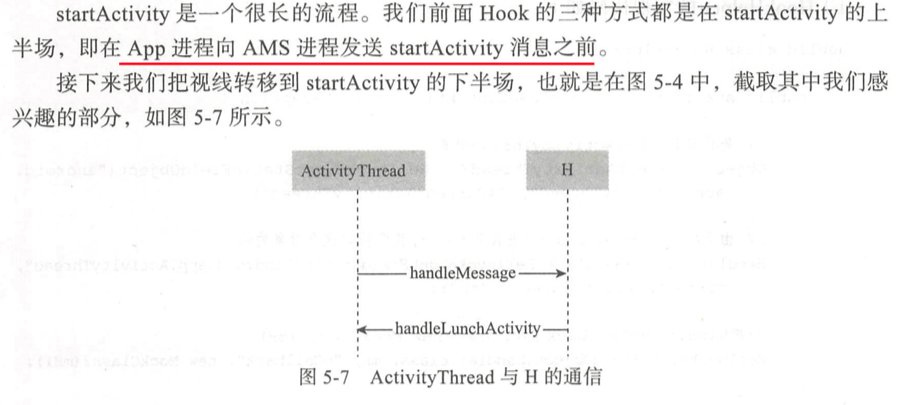 startActivity 是一个很长的流程。我们前面 Hook 的三种方式都是在 startActivity 的上
半场，即在 App 进程向 AMS 进程发送 startActivity 消息之前。
接下来我们把视线转移到 startActivity 的下半场，也就是在图 5-4 中，截取其中我们感
兴趣的部分，如图 5-7 所示。
ActivityThread H
handleMessage
handleLunchActivity
图 5-7 ActivityThread 与 H 的通信